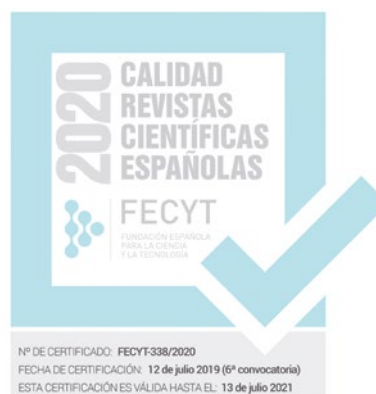 2020
CALIDAD
REVISTAS
CIENTÍFICAS
ESPAÑOLAS
FECYT
FUNDACIÓN ESPAÑOLA
PARA LA CIENCIA
Y LA TECNOLOGÍA
Nº DE CERTIFICADO: FECYT-338/2020
FECHA DE CERTIFICACIÓN: 12 de julio 2019 (6ª convocatoria)
ESTA CERTIFICACIÓN ES VÁLIDA HASTA EL: 13 de julio 2021